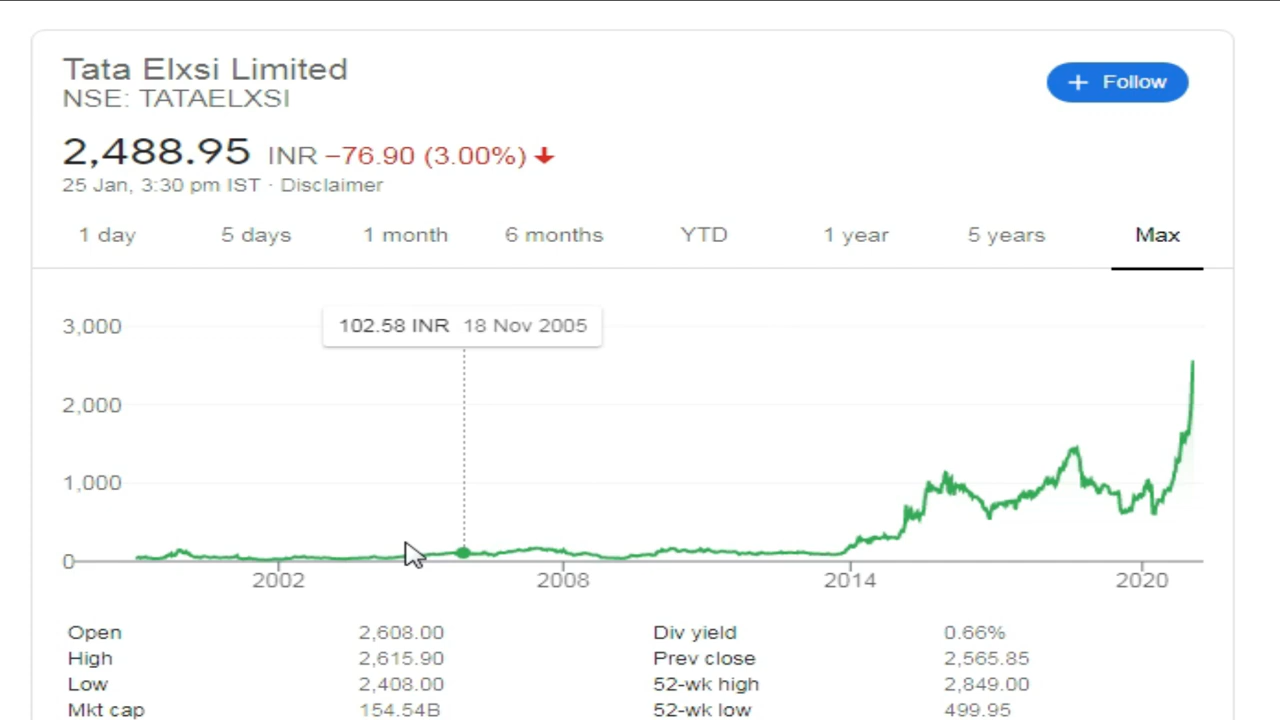 Tata Elxsi Limited
NSE: TATAELXSI
+ Follow
2,488.95 INR −76.90 (3.00%)
25 Jan, 3:30 pm IST · Disclaimer
1 day 5 days 1 month 6 months YTD 1 year 5 years Max
102.58 INR 18 Nov 2005
3,000
2,000
1,000
0
2002 2008 2014 2020
Open 2,608.00 Div yield 0.66%
High 2,615.90 Prev close 2,565.85
Low 2,408.00 52-wk high 2,849.00
Mkt cap 154.54B 52-wk low 499.95